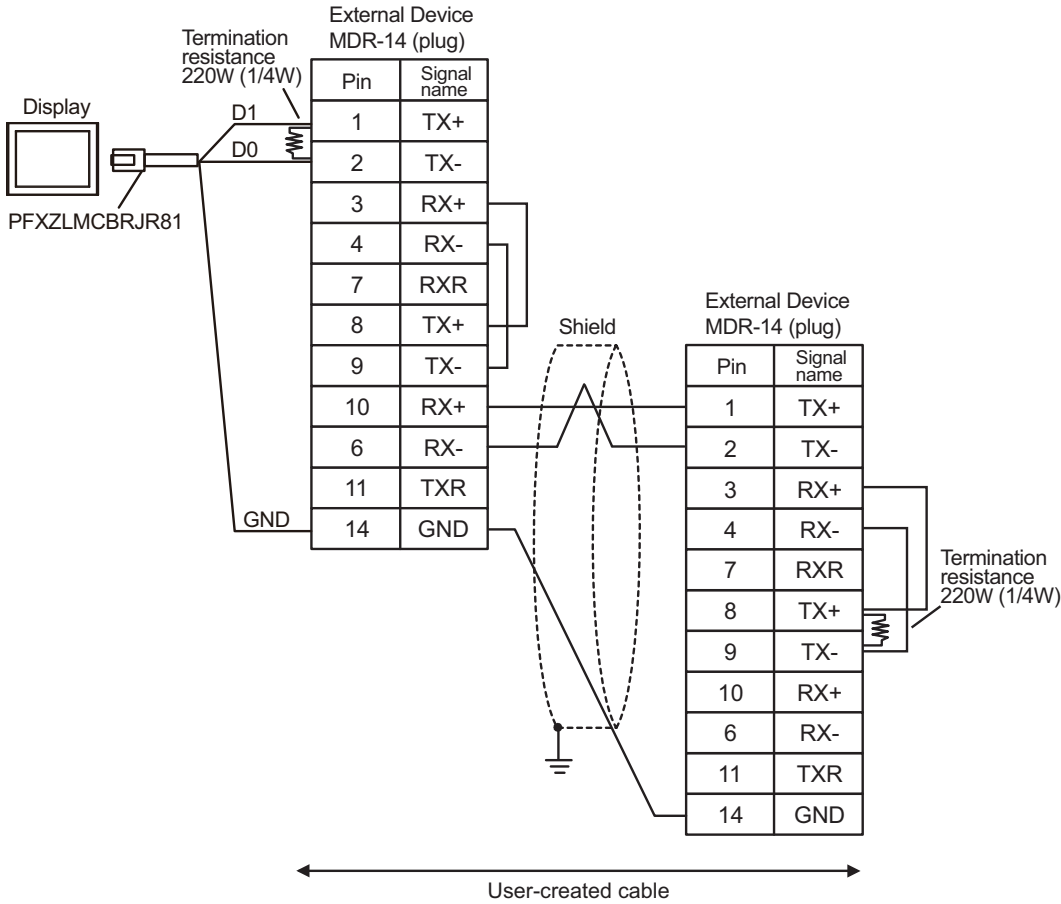 External Device
MDR-14 (plug)
Termination
resistance
220W (1/4W)
Display
D1
D0
GND
PFXZLMCBRJR81
Pin Signal name
1 TX+
2 TX-
3 RX+
4 RX-
7 RXR
8 TX+
9 TX-
10 RX+
6 RX-
11 TXR
14 GND
Shield
External Device
MDR-14 (plug)
Pin Signal name
1 TX+
2 TX-
3 RX+
4 RX-
7 RXR
8 TX+
9 TX-
10 RX+
6 RX-
11 TXR
14 GND
Termination
resistance
220W (1/4W)
User-created cable